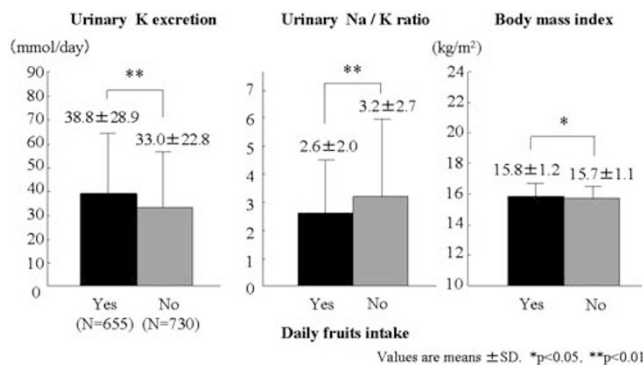 Urinary K excretion
(mmol/day)
90
80
70
60
50
40
30
20
10
0
**
38.8±28.9
33.0±22.8
Yes
(N=655)
No
(N=730)
Urinary Na / K ratio
7
6
5
4
3
2
1
0
**
2.6±2.0
3.2±2.7
Yes
No
Body mass index
(kg/m²)
24
22
20
18
16
14
12
10
*
15.8±1.2
15.7±1.1
Yes
No
Daily fruits intake
Values are means ±SD. *p<0.05, **p<0.01